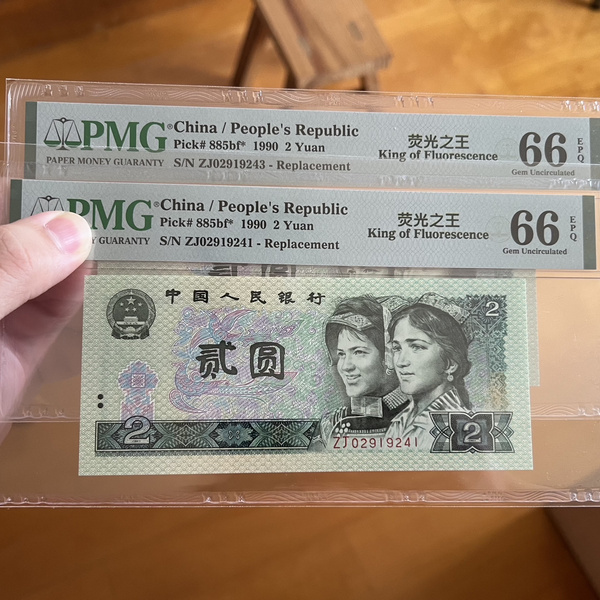 PMG® China / People's Republic
Pick# 885bf* 1990 2 Yuan
荧光之王
66 EPQ
PAPER MONEY GUARANTY
S/N ZJ02919243 - Replacement
King of Fluorescence
Gem Uncirculated
PMG® China / People's Republic
Pick# 885bf* 1990 2 Yuan
荧光之王
66 EPQ
GUARANTY
S/N ZJ02919241 - Replacement
King of Fluorescence
Gem Uncirculated
中国人民银行
2
贰圆
2
2
ZJ02919241